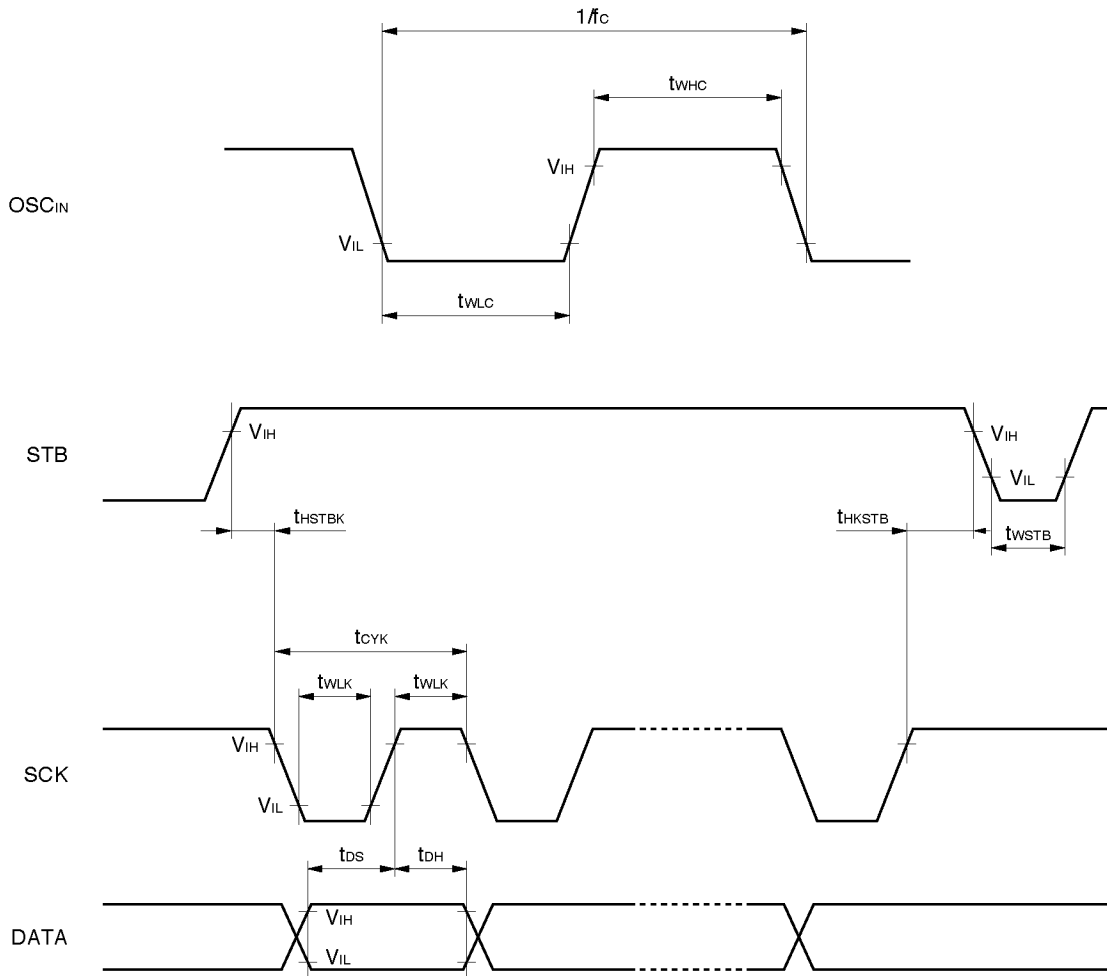 1/fC
tWHC
VIH
OSCIN
VIL
tWLC
VIH
VIH
STB
VIL
tHSTBK
tHKSTB
tWSTB
tCYK
tWLK
tWLK
VIH
SCK
VIL
tDS
tDH
VIH
DATA
VIL